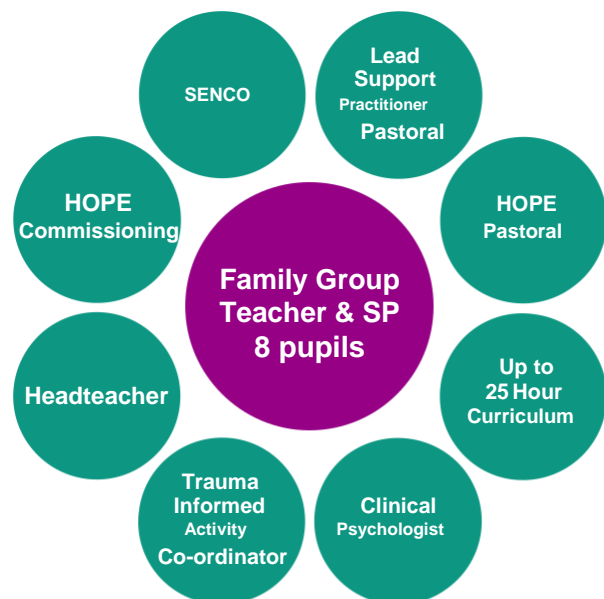 SENCO
Lead
Support
Practitioner
Pastoral
HOPE
Commissioning
HOPE
Pastoral
Family Group
Teacher & SP
8 pupils
Headteacher
Up to
25 Hour
Curriculum
Trauma
Informed
Activity
Co-ordinator
Clinical
Psychologist